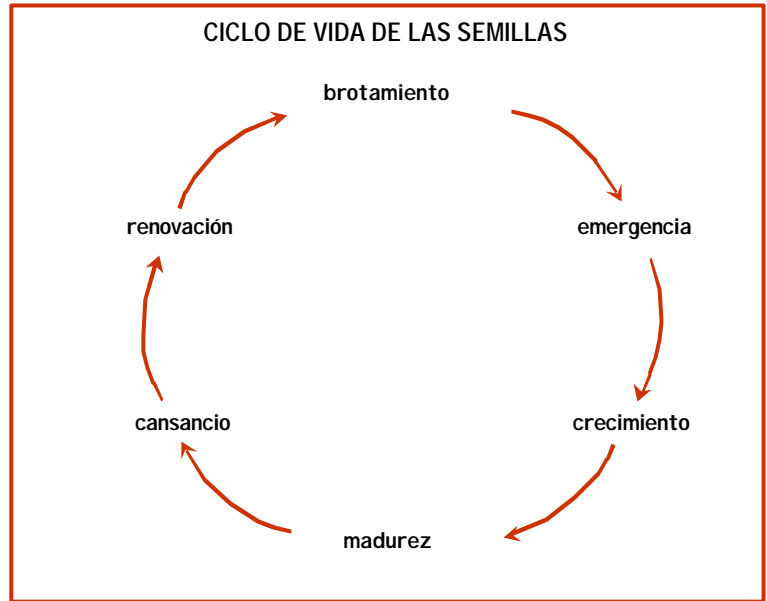 CICLO DE VIDA DE LAS SEMILLAS
brotamiento
emergencia
crecimiento
madurez
cansancio
renovación